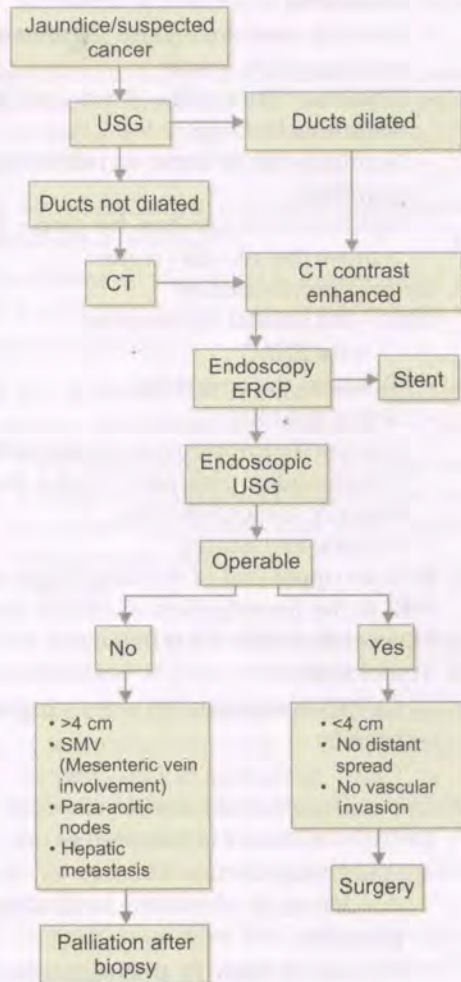 Jaundice/suspected
cancer
USG
Ducts dilated
Ducts not dilated
CT
CT contrast
enhanced
Endoscopy
ERCP
Stent
Endoscopic
USG
Operable
No
Yes
• >4 cm
• SMV
(Mesenteric vein
involvement)
• Para-aortic
nodes
• Hepatic
metastasis
• <4 cm
• No distant
spread
• No vascular
invasion
Surgery
Palliation after
biopsy